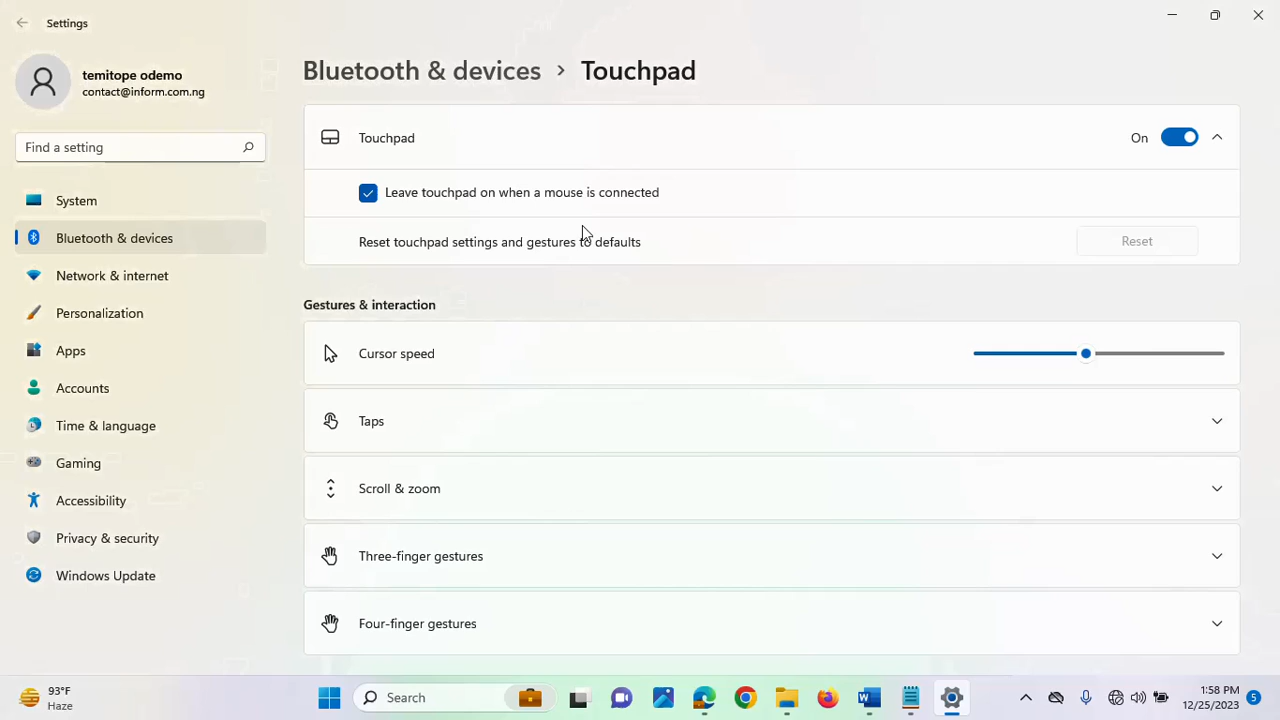 Settings
temitope odemo
contact@inform.com.ng
Find a setting
System
Bluetooth & devices
Network & internet
Personalization
Apps
Accounts
Time & language
Gaming
Accessibility
Privacy & security
Windows Update
Bluetooth & devices > Touchpad
Touchpad On
Leave touchpad on when a mouse is connected
Reset touchpad settings and gestures to defaults Reset
Gestures & interaction
Cursor speed
Taps
Scroll & zoom
Three-finger gestures
Four-finger gestures
93°F
Haze
Search
1:58 PM
12/25/2023
5